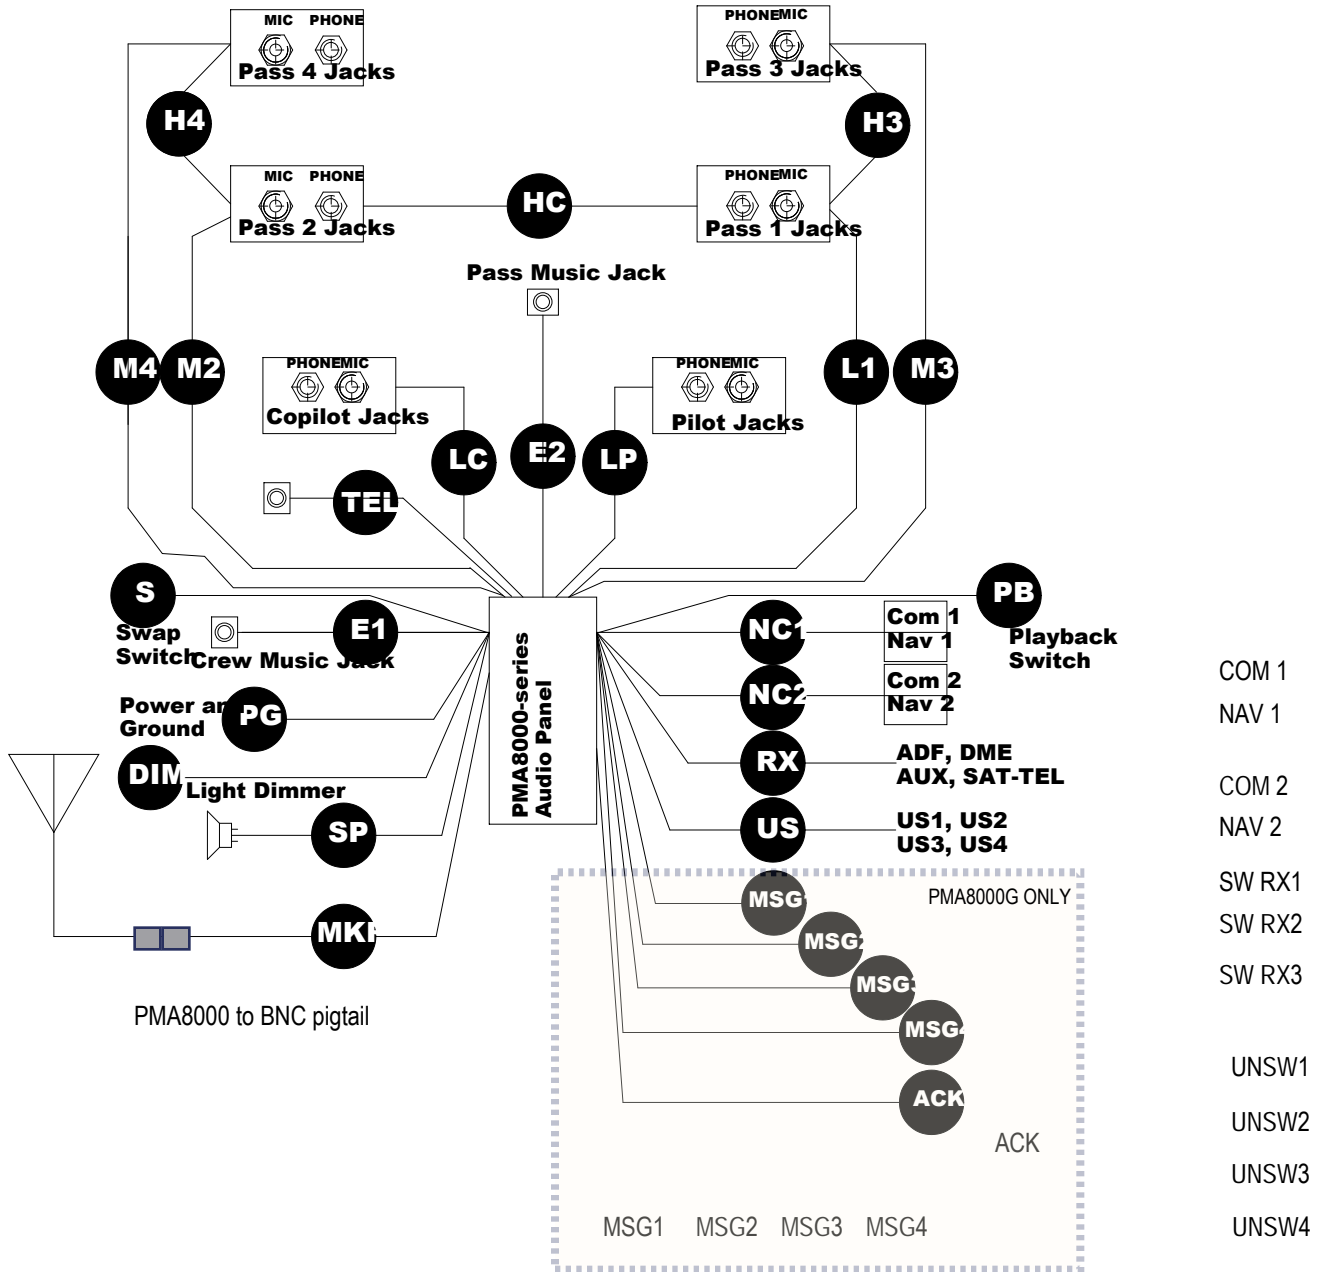 MIC PHONE
Pass 4 Jacks
PHONE MIC
Pass 3 Jacks
H4
H3
MIC PHONE
Pass 2 Jacks
HC
PHONE MIC
Pass 1 Jacks
Pass Music Jack
M4
M2
L1
M3
PHONE MIC
Copilot Jacks
PHONE MIC
Pilot Jacks
LC
E2
LP
TEL
S
Swap
Switch
E1
Crew Music Jack
PMA8000-series
Audio Panel
NC1
Com 1
Nav 1
PB
Playback
Switch
NC2
Com 2
Nav 2
PG
Power and
Ground
RX
ADF, DME
AUX, SAT-TEL
DIM
Light Dimmer
SP
US
US1, US2
US3, US4
MSG1
PMA8000G ONLY
MSG2
MSG3
MSG4
ACK
MKR
PMA8000 to BNC pigtail
ACK
MSG1 MSG2 MSG3 MSG4
COM 1
NAV 1
COM 2
NAV 2
SW RX1
SW RX2
SW RX3
UNSW1
UNSW2
UNSW3
UNSW4